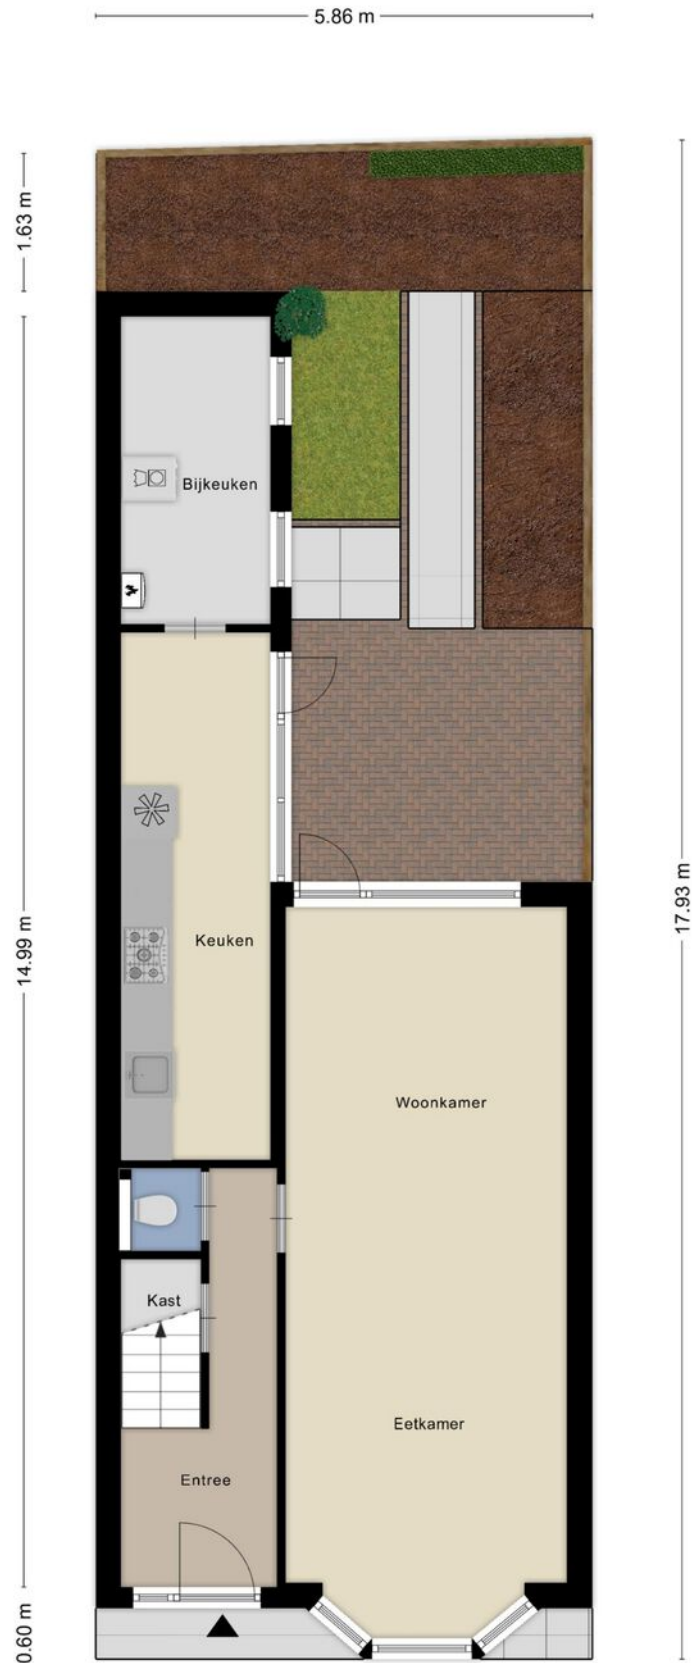 5.86 m
1.63 m
Bijkeuken
14.99 m
17.93 m
Keuken
Woonkamer
Kast
Eetkamer
Entree
0.60 m